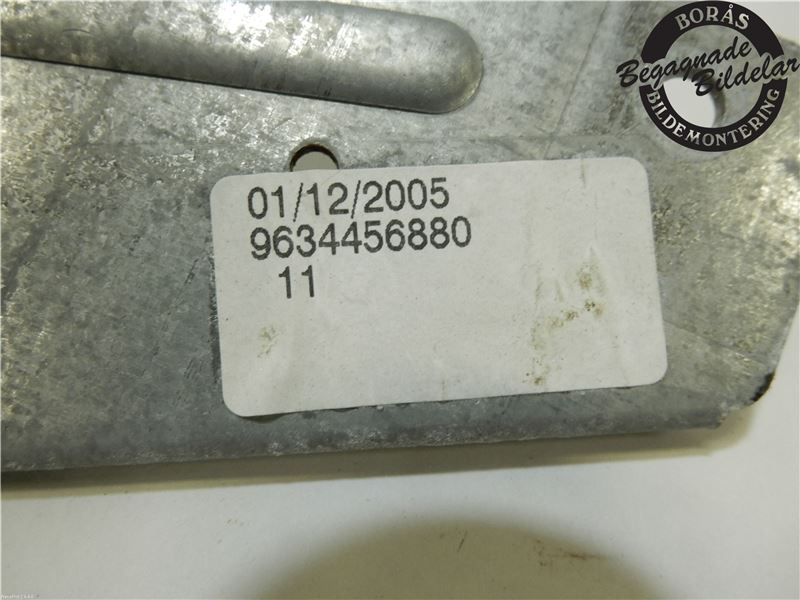 BORÅS
Begagnade
Bildelar
BILDEMONTERING
01/12/2005
9634456880
11